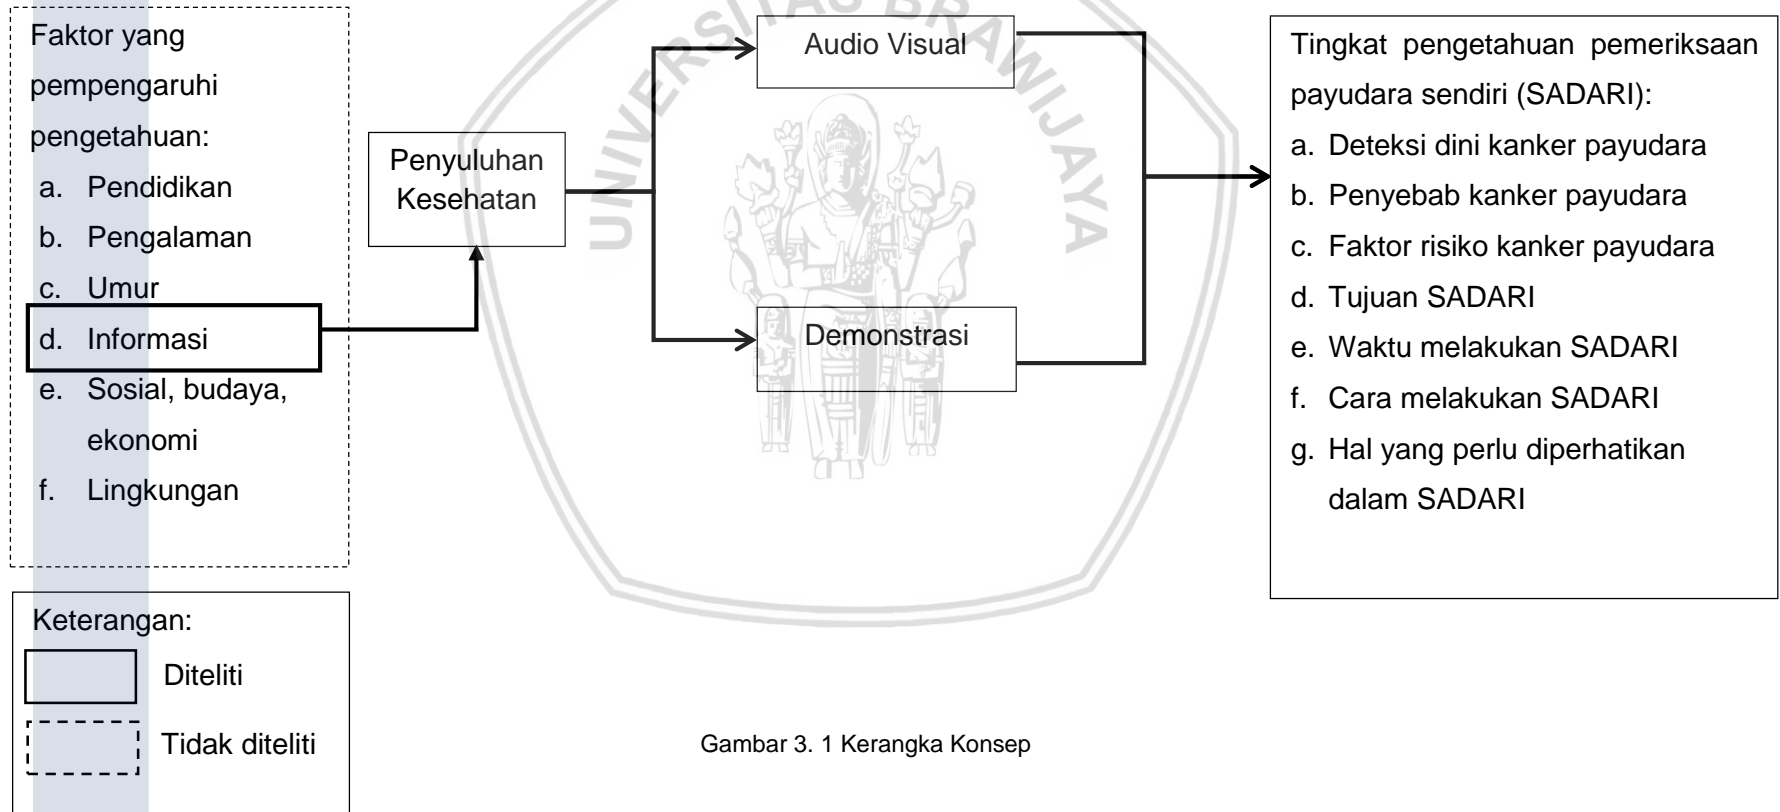 Faktor yang
pempengaruhi
pengetahuan:
a. Pendidikan
b. Pengalaman
c. Umur
d. Informasi
e. Sosial, budaya,
ekonomi
f. Lingkungan
Penyuluhan
Kesehatan
Audio Visual
Demonstrasi
UNIVERSITAS BRAWIJAYA
Tingkat pengetahuan pemeriksaan
payudara sendiri (SADARI):
a. Deteksi dini kanker payudara
b. Penyebab kanker payudara
c. Faktor risiko kanker payudara
d. Tujuan SADARI
e. Waktu melakukan SADARI
f. Cara melakukan SADARI
g. Hal yang perlu diperhatikan
dalam SADARI
Keterangan:
Diteliti
Tidak diteliti
Gambar 3. 1 Kerangka Konsep